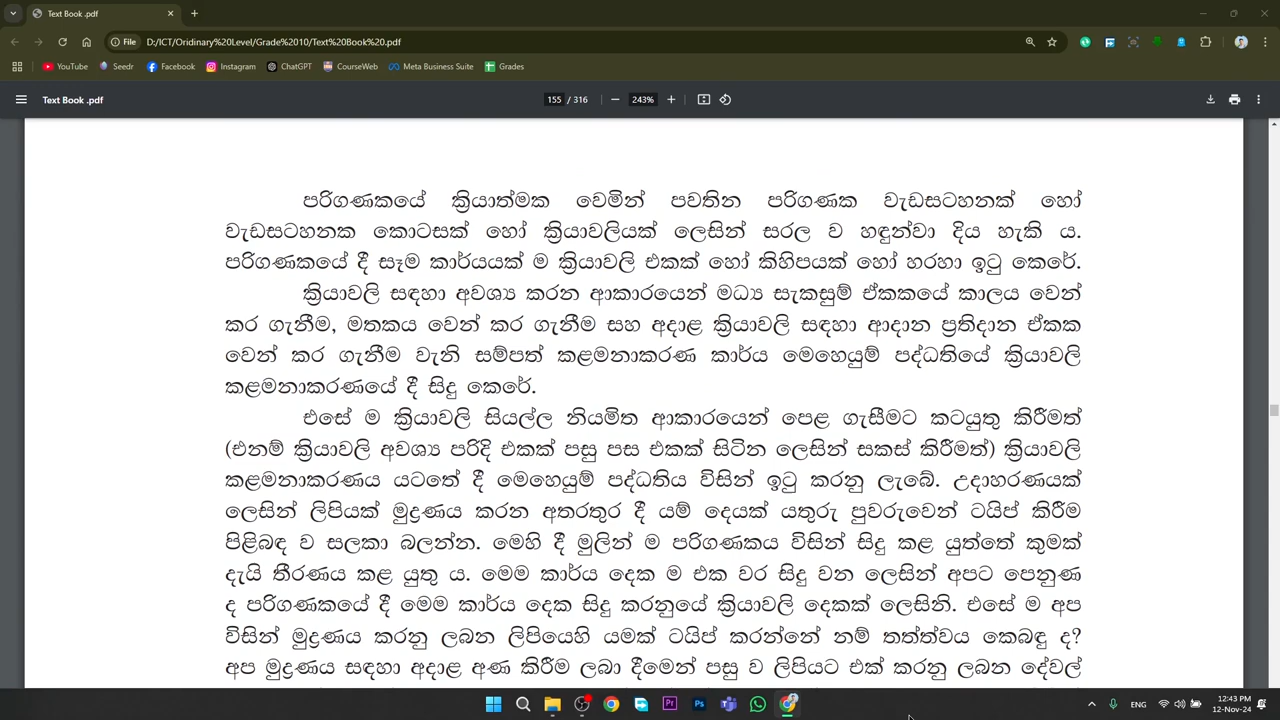 Text Book .pdf
File D:/ICT/Oridinary%20Level/Grade%2010/Text%20Book%20.pdf
YouTube Seedr Facebook Instagram ChatGPT CourseWeb Meta Business Suite Grades
Text Book .pdf 155 / 316 243%
පරිගණකයේ ක්‍රියාත්මක වෙමින් පවතින පරිගණක වැඩසටහනක් හෝ
වැඩසටහනක කොටසක් හෝ ක්‍රියාවලියක් ලෙසින් සරල ව හඳුන්වා දිය හැකි ය.
පරිගණකයේ දී සෑම කාර්යයක් ම ක්‍රියාවලි එකක් හෝ කිහිපයක් හෝ හරහා ඉටු කෙරේ.
ක්‍රියාවලි සඳහා අවශ්‍ය කරන ආකාරයෙන් මධ්‍ය සැකසුම් ඒකකයේ කාලය වෙන්
කර ගැනීම, මතකය වෙන් කර ගැනීම සහ අදාළ ක්‍රියාවලි සඳහා ආදාන ප්‍රතිදාන ඒකක
වෙන් කර ගැනීම වැනි සම්පත් කළමනාකරණ කාර්ය මෙහෙයුම් පද්ධතියේ ක්‍රියාවලි
කළමනාකරණයේ දී සිදු කෙරේ.
එසේ ම ක්‍රියාවලි සියල්ල නියමිත ආකාරයෙන් පෙළ ගැසීමට කටයුතු කිරීමත්
(එනම් ක්‍රියාවලි අවශ්‍ය පරිදි එකක් පසු පස එකක් සිටින ලෙසින් සකස් කිරීමත්) ක්‍රියාවලි
කළමනාකරණය යටතේ දී මෙහෙයුම් පද්ධතිය විසින් ඉටු කරනු ලැබේ. උදාහරණයක්
ලෙසින් ලිපියක් මුද්‍රණය කරන අතරතුර දී යම් දෙයක් යතුරු පුවරුවෙන් ටයිප් කිරීම
පිළිබඳ ව සලකා බලන්න. මෙහි දී මුලින් ම පරිගණකය විසින් සිදු කළ යුත්තේ කුමක්
දැයි තීරණය කළ යුතු ය. මෙම කාර්ය දෙක ම එක වර සිදු වන ලෙසින් අපට පෙනුණ
ද පරිගණකයේ දී මෙම කාර්ය දෙක සිදු කරනුයේ ක්‍රියාවලි දෙකක් ලෙසිනි. එසේ ම අප
විසින් මුද්‍රණය කරනු ලබන ලිපියෙහි යමක් ටයිප් කරන්නේ නම් තත්ත්වය කෙබඳු ද?
අප මුද්‍රණය සඳහා අදාළ අණ කිරීම ලබා දීමෙන් පසු ව ලිපියට එක් කරනු ලබන දේවල්
ENG 12:43 PM
12-Nov-24